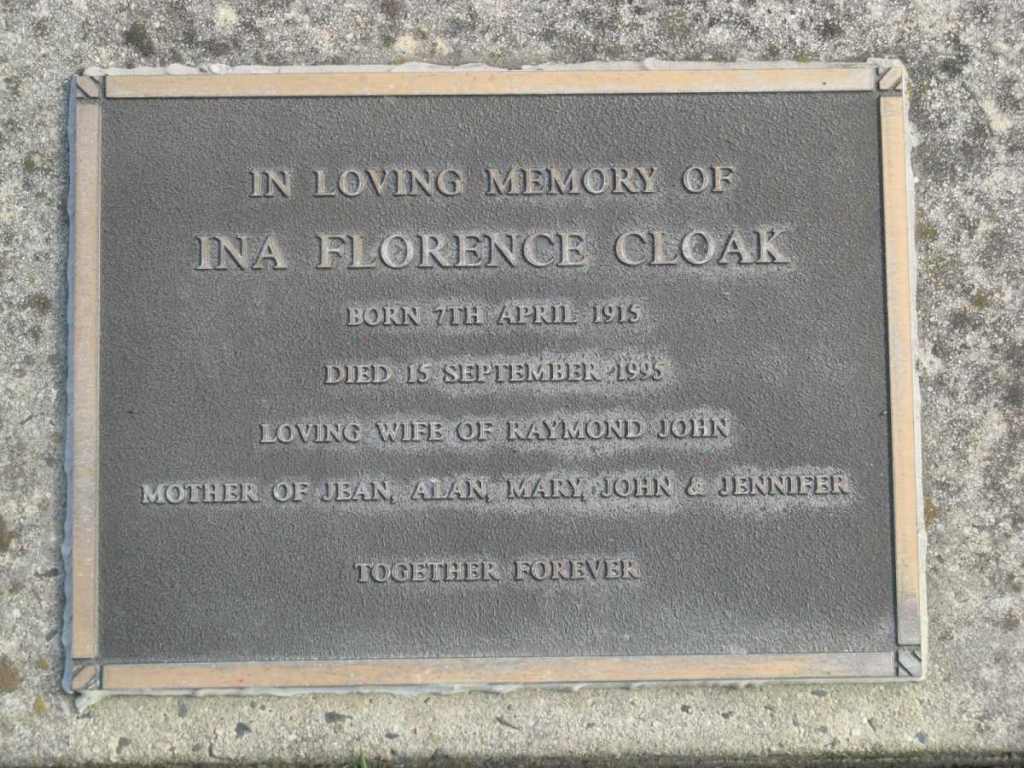 IN LOVING MEMORY OF
INA FLORENCE CLOAK
BORN 7TH APRIL 1915
DIED 15 SEPTEMBER 1995
LOVING WIFE OF RAYMOND JOHN
MOTHER OF JEAN, ALAN, MARY, JOHN & JENNIFER
TOGETHER FOREVER